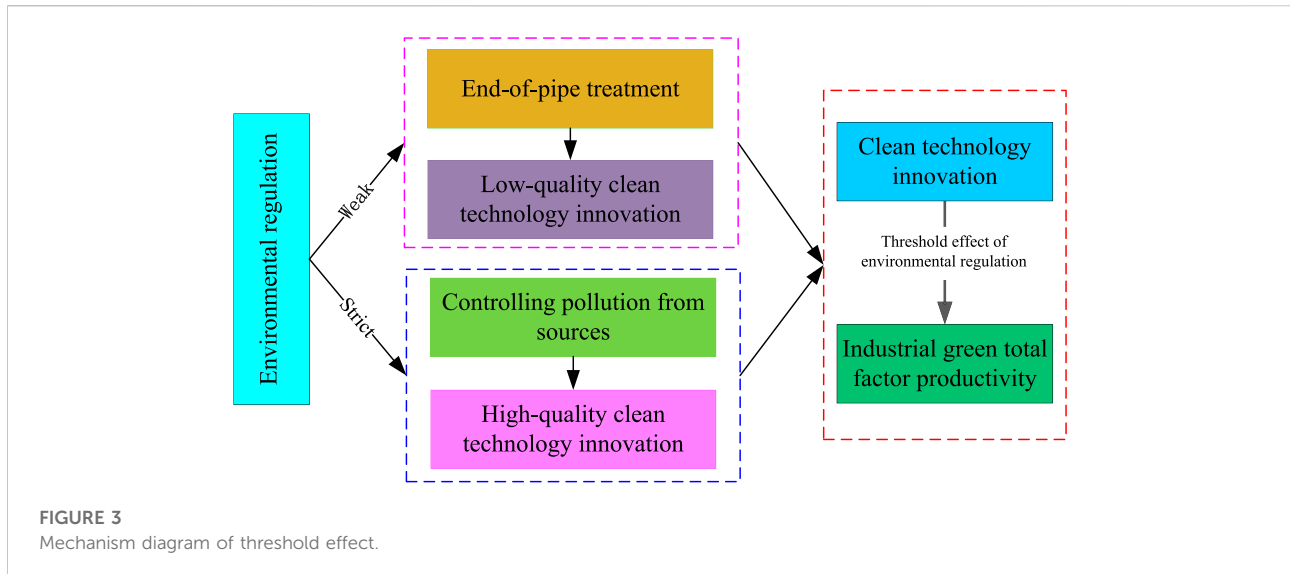 Environmental regulation
Weak
Strict
End-of-pipe treatment
Low-quality clean
technology innovation
Controlling pollution from
sources
High-quality clean
technology innovation
Clean technology
innovation
Threshold effect of
environmental regulation
Industrial green total
factor productivity
FIGURE 3
Mechanism diagram of threshold effect.